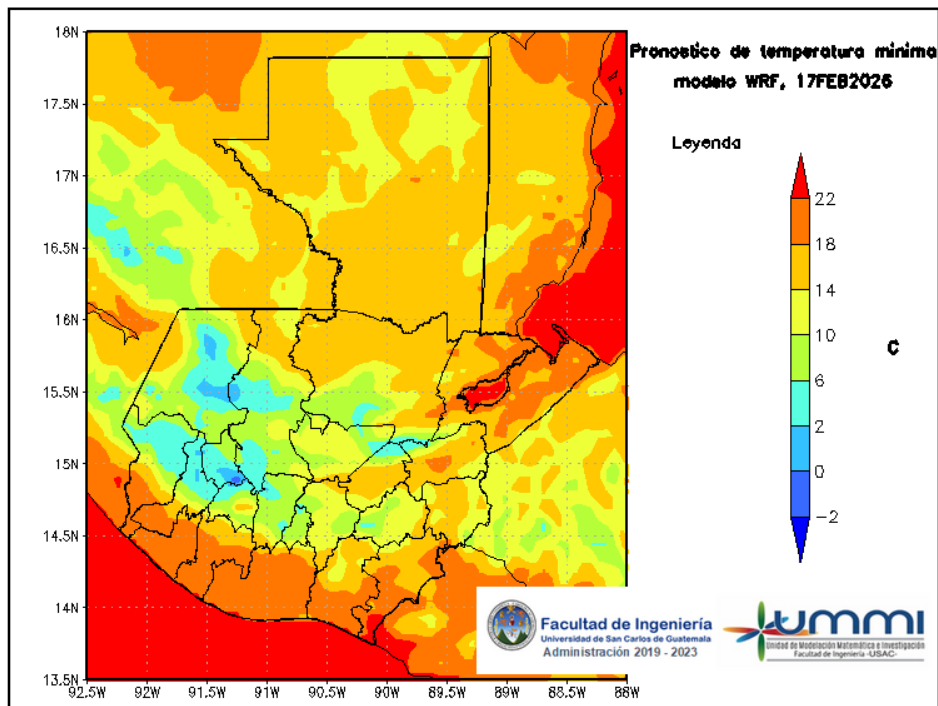 Pronostico de temperatura minima
modelo WRF, 17FEB2026
Leyenda
22
18
14
10
6
2
0
−2
C
18N
17.5N
17N
16.5N
16N
15.5N
15N
14.5N
14N
13.5N
92.5W 92W 91.5W 91W 90.5W 90W 89.5W 89W 88.5W 88W
Facultad de Ingeniería
Universidad de San Carlos de Guatemala
Administración 2019 - 2023
UMMI
Unidad de Modelación Matemática e Investigación
Facultad de Ingeniería -USAC-